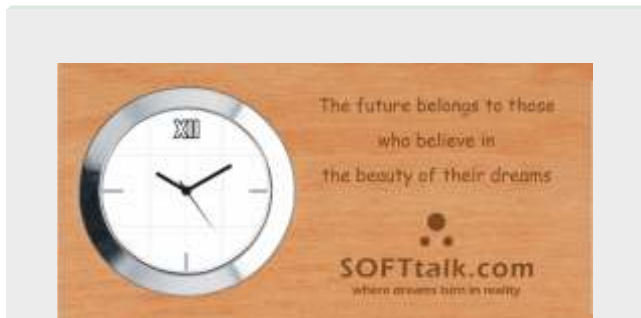 XII
The future belongs to those
who believe in
the beauty of their dreams
SOFTtalk.com
where dreams turn in reality